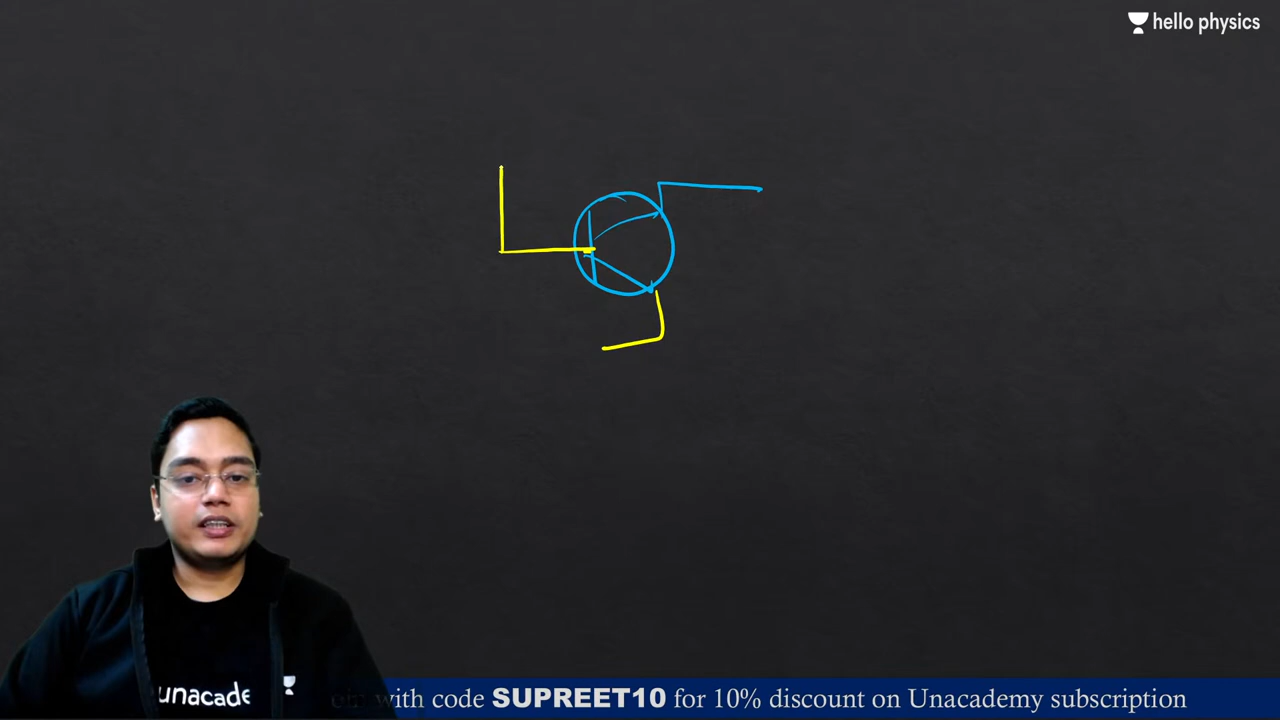 hello physics
unacade
with code SUPREET10 for 10% discount on Unacademy subscription